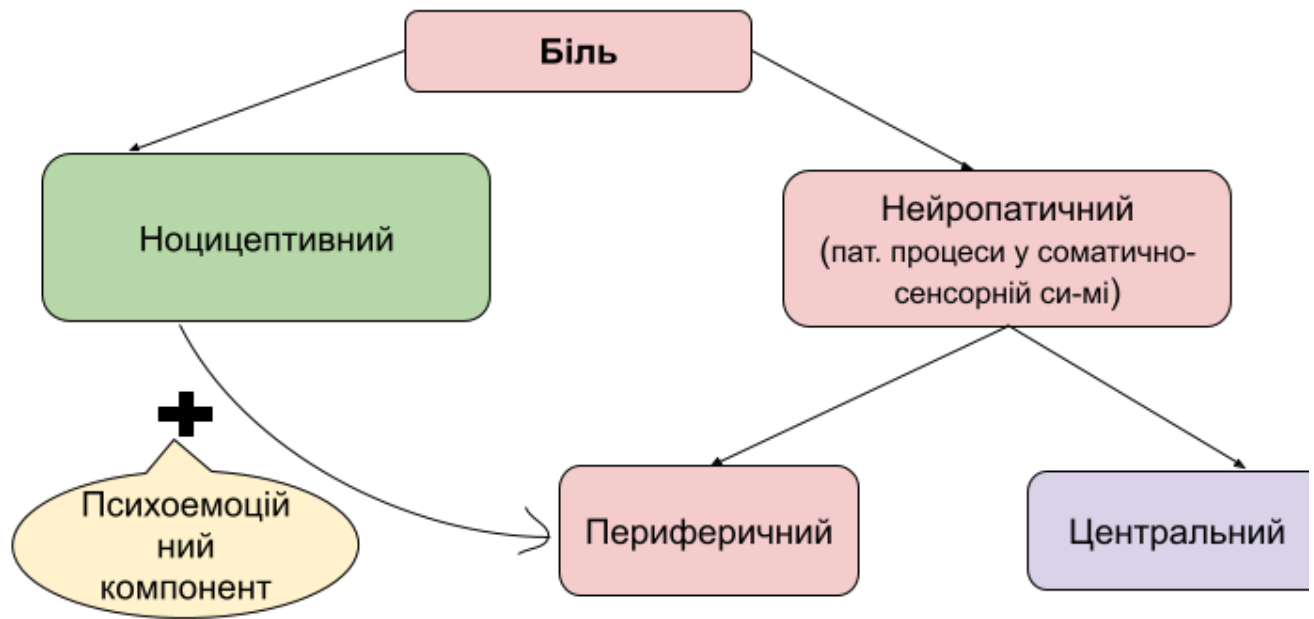 Біль
Ноцицептивний
Нейропатичний
(пат. процеси у соматично-
сенсорній си-мі)
Психоемоцій
ний
компонент
Периферичний
Центральний